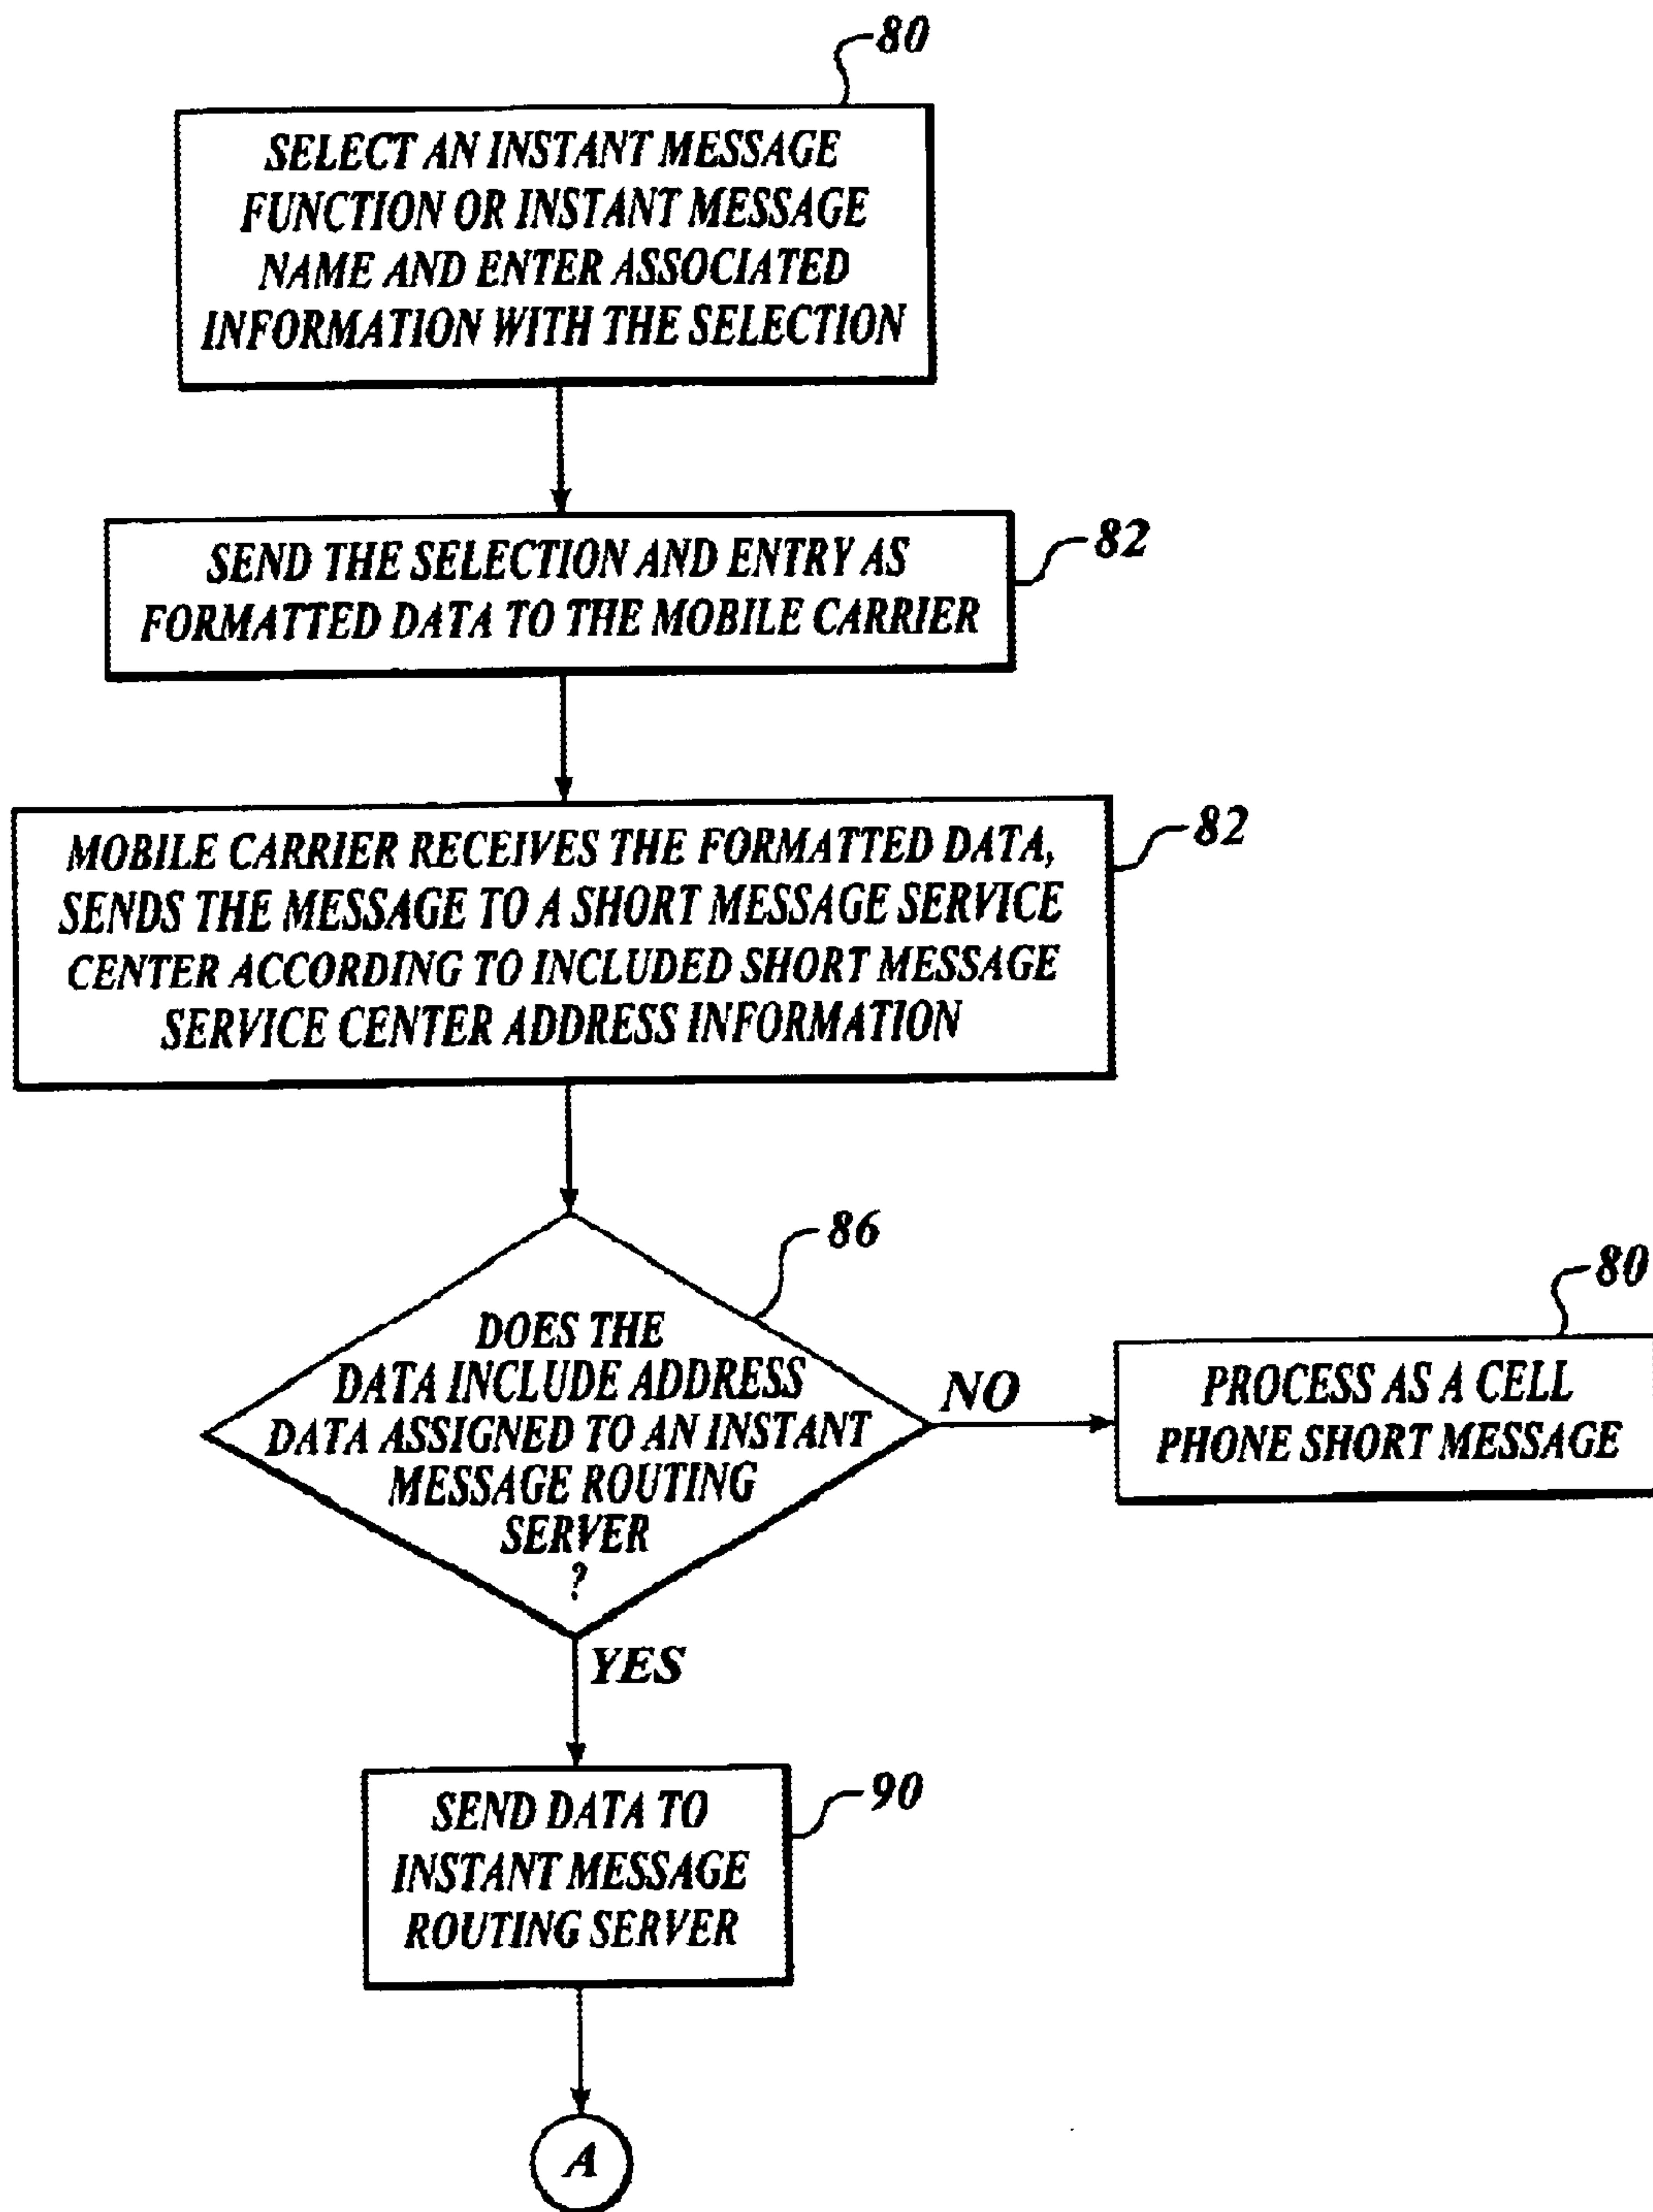 80
SELECT AN INSTANT MESSAGE
FUNCTION OR INSTANT MESSAGE
NAME AND ENTER ASSOCIATED
INFORMATION WITH THE SELECTION
82
SEND THE SELECTION AND ENTRY AS
FORMATTED DATA TO THE MOBILE CARRIER
82
MOBILE CARRIER RECEIVES THE FORMATTED DATA,
SENDS THE MESSAGE TO A SHORT MESSAGE SERVICE
CENTER ACCORDING TO INCLUDED SHORT MESSAGE
SERVICE CENTER ADDRESS INFORMATION
86
DOES THE
DATA INCLUDE ADDRESS
DATA ASSIGNED TO AN INSTANT
MESSAGE ROUTING
SERVER
?
NO
80
PROCESS AS A CELL
PHONE SHORT MESSAGE
YES
90
SEND DATA TO
INSTANT MESSAGE
ROUTING SERVER
A